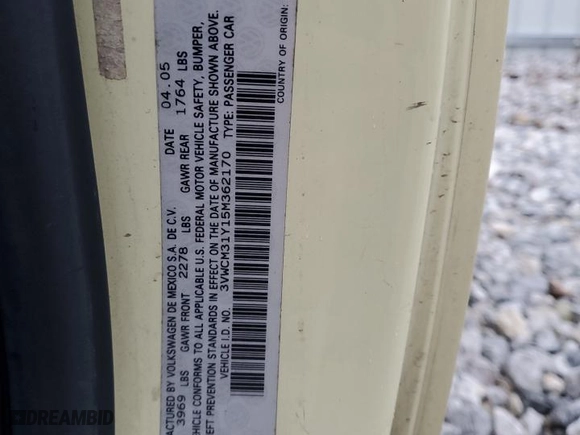 ACTURED BY VOLKSWAGEN DE MEXICO S.A. DE C.V. DATE 04.05
3969 LBS GAWR FRONT 2278 LBS GAWR REAR 1764 LBS
EHICLE CONFORMS TO ALL APPLICABLE U.S. FEDERAL MOTOR VEHICLE SAFETY, BUMPER,
EFT PREVENTION STANDARDS IN EFFECT ON THE DATE OF MANUFACTURE SHOWN ABOVE.
VEHICLE I.D. NO. 3VWCM31Y15M362170 TYPE: PASSENGER CAR
COUNTRY OF ORIGIN:
DREAMBID